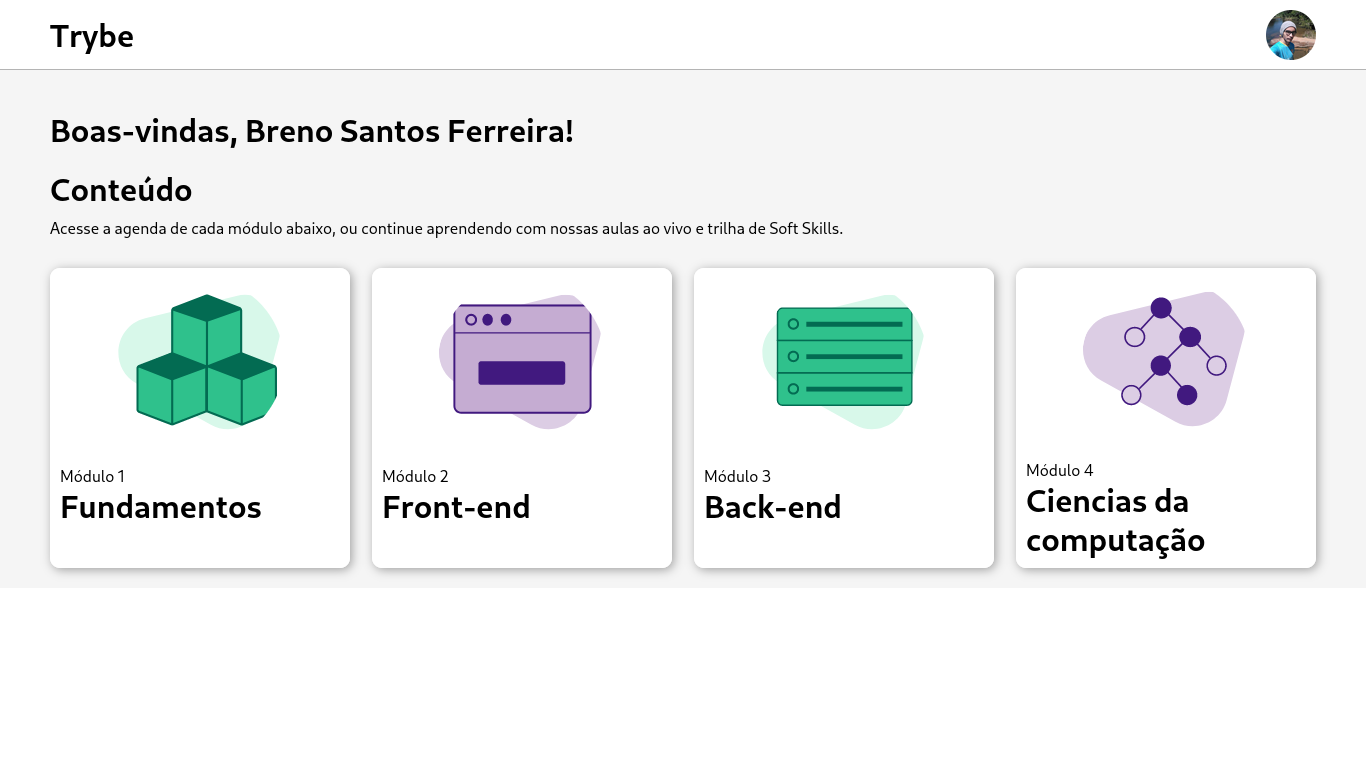 Trybe
Boas-vindas, Breno Santos Ferreira!
Conteúdo
Acesse a agenda de cada módulo abaixo, ou continue aprendendo com nossas aulas ao vivo e trilha de Soft Skills.
Módulo 1
Fundamentos
Módulo 2
Front-end
Módulo 3
Back-end
Módulo 4
Ciencias da
computação